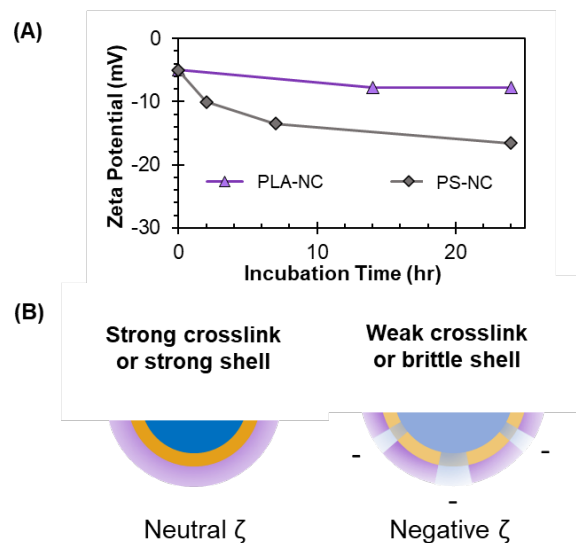 (A)
0
-10
-20
-30
Zeta Potential (mV)
PLA-NC PS-NC
0 10 20
Incubation Time (hr)
(B)
Strong crosslink
or strong shell
Weak crosslink
or brittle shell
- - -
Neutral ζ
Negative ζ